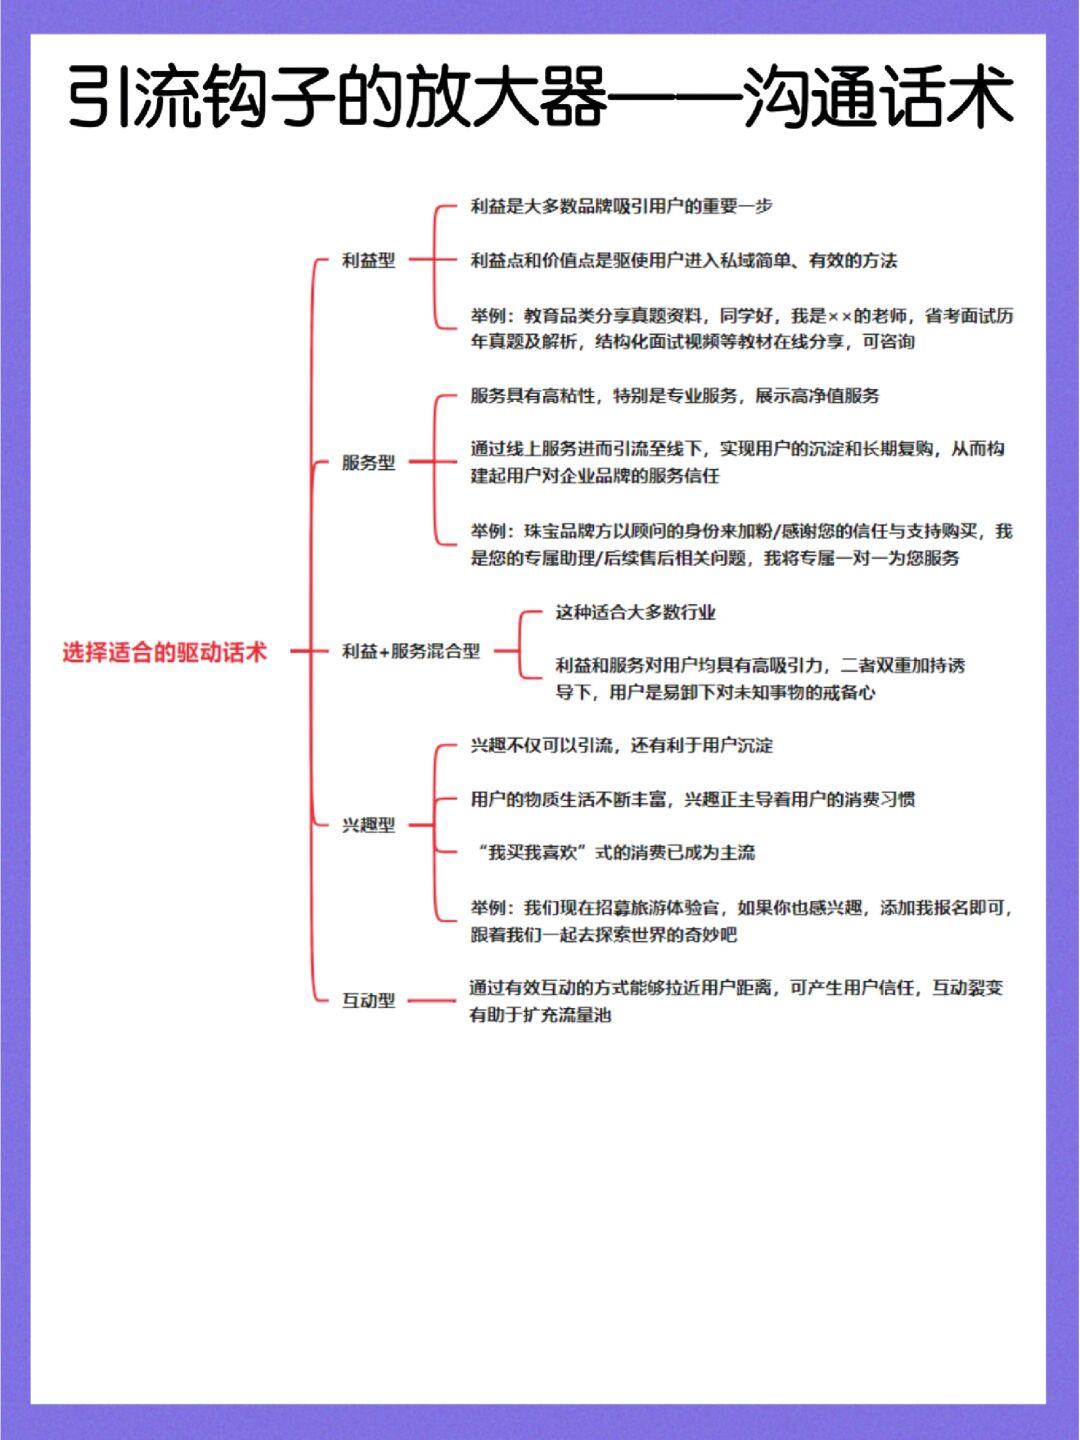 引流钩子的放大器——沟通话术
选择适合的驱动话术
利益型
利益是大多数品牌吸引用户的重要一步
利益点和价值点是驱使用户进入私域简单、有效的方法
举例：教育品类分享真题资料，同学好，我是××的老师，省考面试历
年真题及解析，结构化面试视频等教材在线分享，可咨询
服务型
服务具有高粘性，特别是专业服务，展示高净值服务
通过线上服务进而引流至线下，实现用户的沉淀和长期复购，从而构
建起用户对企业品牌的服务信任
举例：珠宝品牌方以顾问的身份来加粉/感谢您的信任与支持购买，我
是您的专属助理/后续售后相关问题，我将专属一对一为您服务
利益+服务混合型
这种适合大多数行业
利益和服务对用户均具有高吸引力，二者双重加持诱
导下，用户是易卸下对未知事物的戒备心
兴趣型
兴趣不仅可以引流，还有利于用户沉淀
用户的物质生活不断丰富，兴趣正主导着用户的消费习惯
“我买我喜欢”式的消费已成为主流
举例：我们现在招募旅游体验官，如果你也感兴趣，添加我报名即可，
跟着我们一起去探索世界的奇妙吧
互动型
通过有效互动的方式能够拉近用户距离，可产生用户信任，互动裂变
有助于扩充流量池